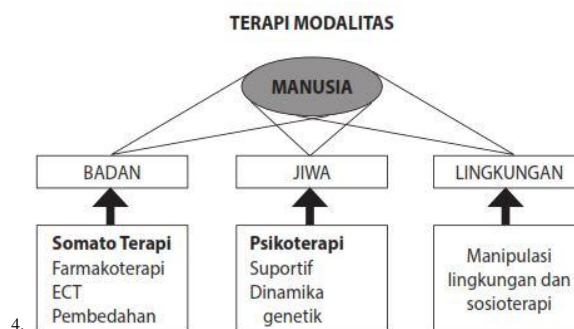 TERAPI MODALITAS
MANUSIA
BADAN
JIWA
LINGKUNGAN
Somato Terapi
Farmakoterapi
ECT
Pembedahan
Psikoterapi
Suportif
Dinamika
genetik
Manipulasi
lingkungan dan
sosioterapi
4.